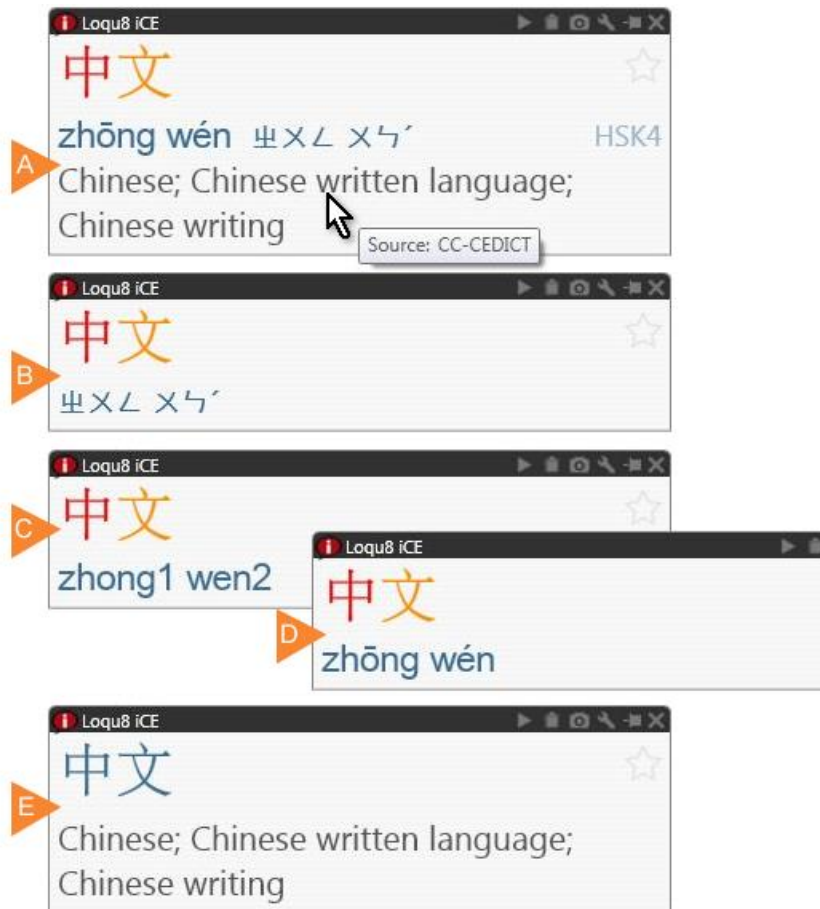 Loqu8 iCE
中文
zhōng wén ㄓㄨㄥ ㄨㄣˊ HSK4
A
Chinese; Chinese written language;
Chinese writing
Source: CC-CEDICT
Loqu8 iCE
中文
B
ㄓㄨㄥ ㄨㄣˊ
Loqu8 iCE
中文
C
zhong1 wen2
Loqu8 iCE
中文
D
zhōng wén
Loqu8 iCE
中文
E
Chinese; Chinese written language;
Chinese writing